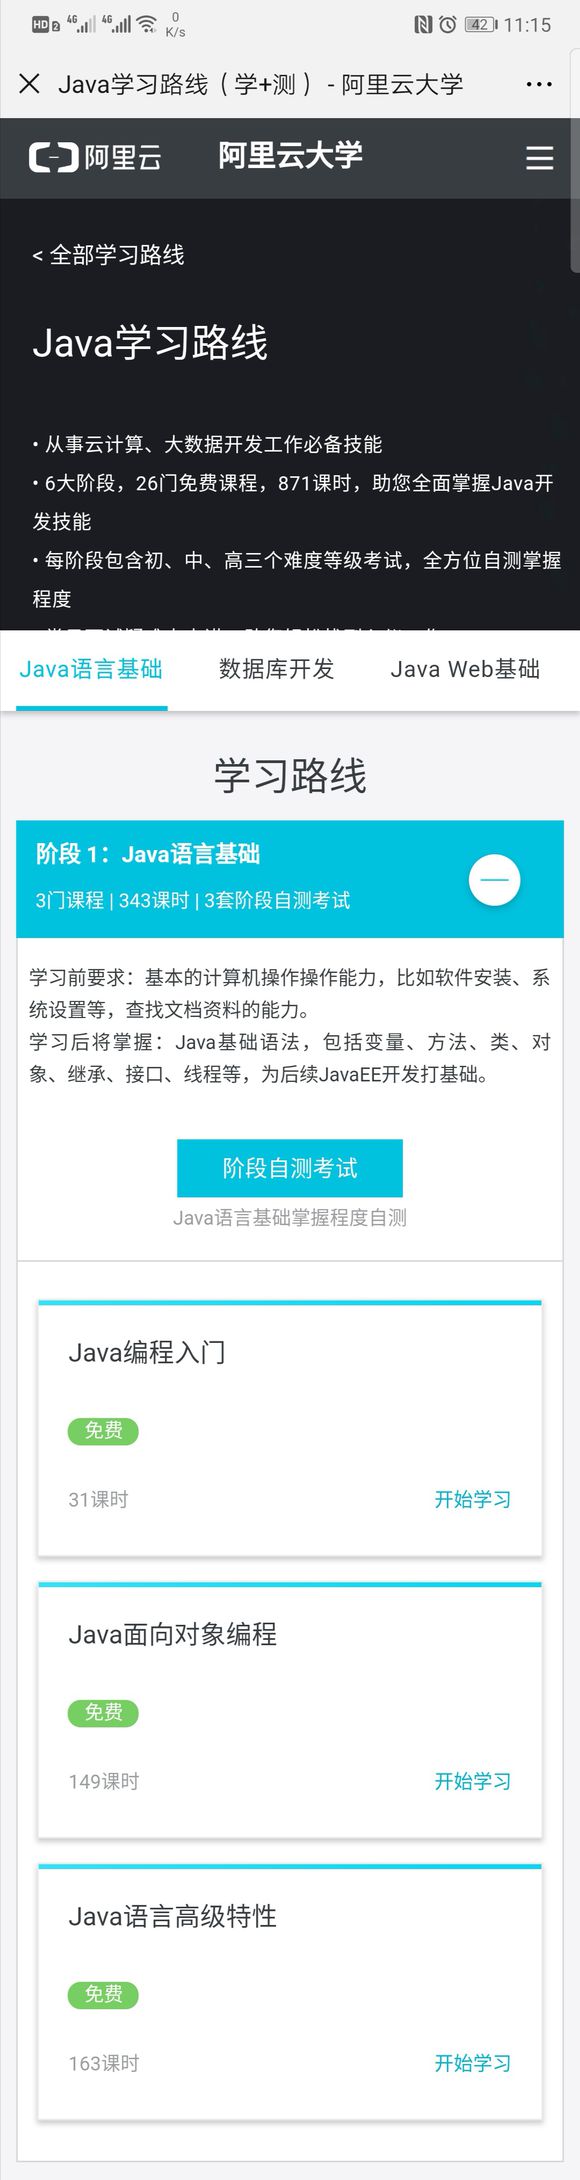 HD 2 4G 4G 0 K/s 42 11:15
Java学习路线（学+测） - 阿里云大学
阿里云 阿里云大学
< 全部学习路线
Java学习路线
• 从事云计算、大数据开发工作必备技能
• 6大阶段，26门免费课程，871课时，助您全面掌握Java开
发技能
• 每阶段包含初、中、高三个难度等级考试，全方位自测掌握
程度
Java语言基础 数据库开发 Java Web基础
学习路线
阶段 1：Java语言基础
3门课程 | 343课时 | 3套阶段自测考试
学习前要求：基本的计算机操作操作能力，比如软件安装、系
统设置等，查找文档资料的能力。
学习后将掌握：Java基础语法，包括变量、方法、类、对
象、继承、接口、线程等，为后续JavaEE开发打基础。
阶段自测考试
Java语言基础掌握程度自测
Java编程入门
免费
31课时 开始学习
Java面向对象编程
免费
149课时 开始学习
Java语言高级特性
免费
163课时 开始学习